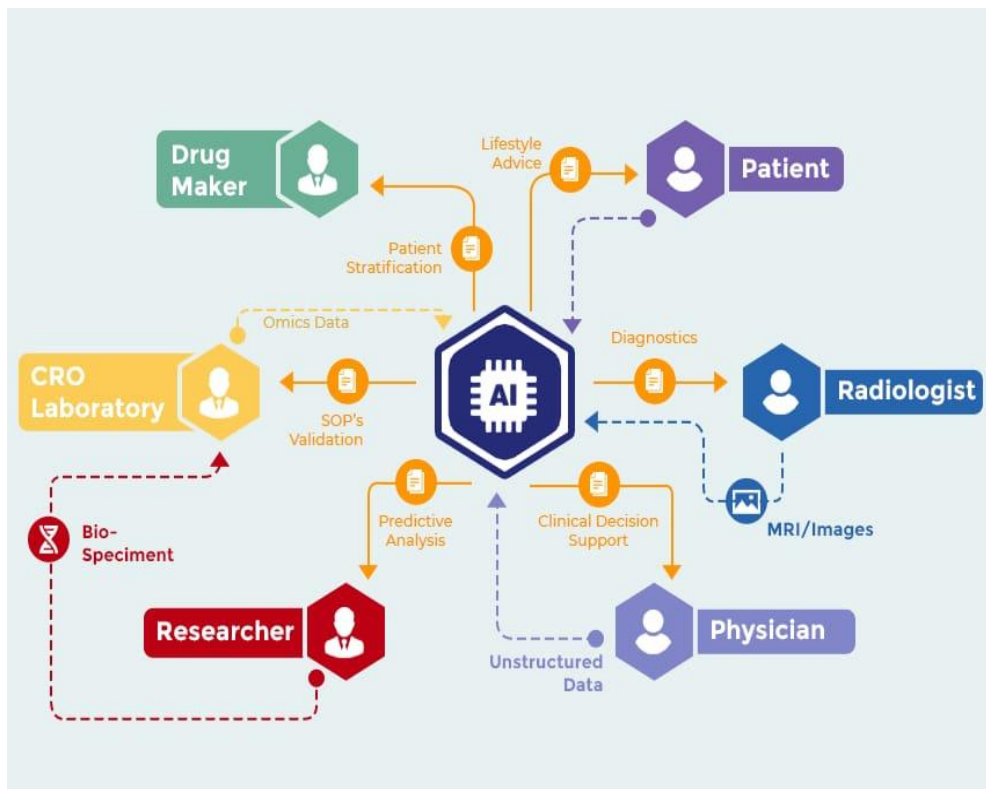 Drug
Maker
Lifestyle
Advice
Patient
Patient
Stratification
Omics Data
Diagnostics
CRO
Laboratory
AI
Radiologist
SOP's
Validation
Predictive
Analysis
Clinical Decision
Support
MRI/Images
Bio-
Speciment
Researcher
Physician
Unstructured
Data